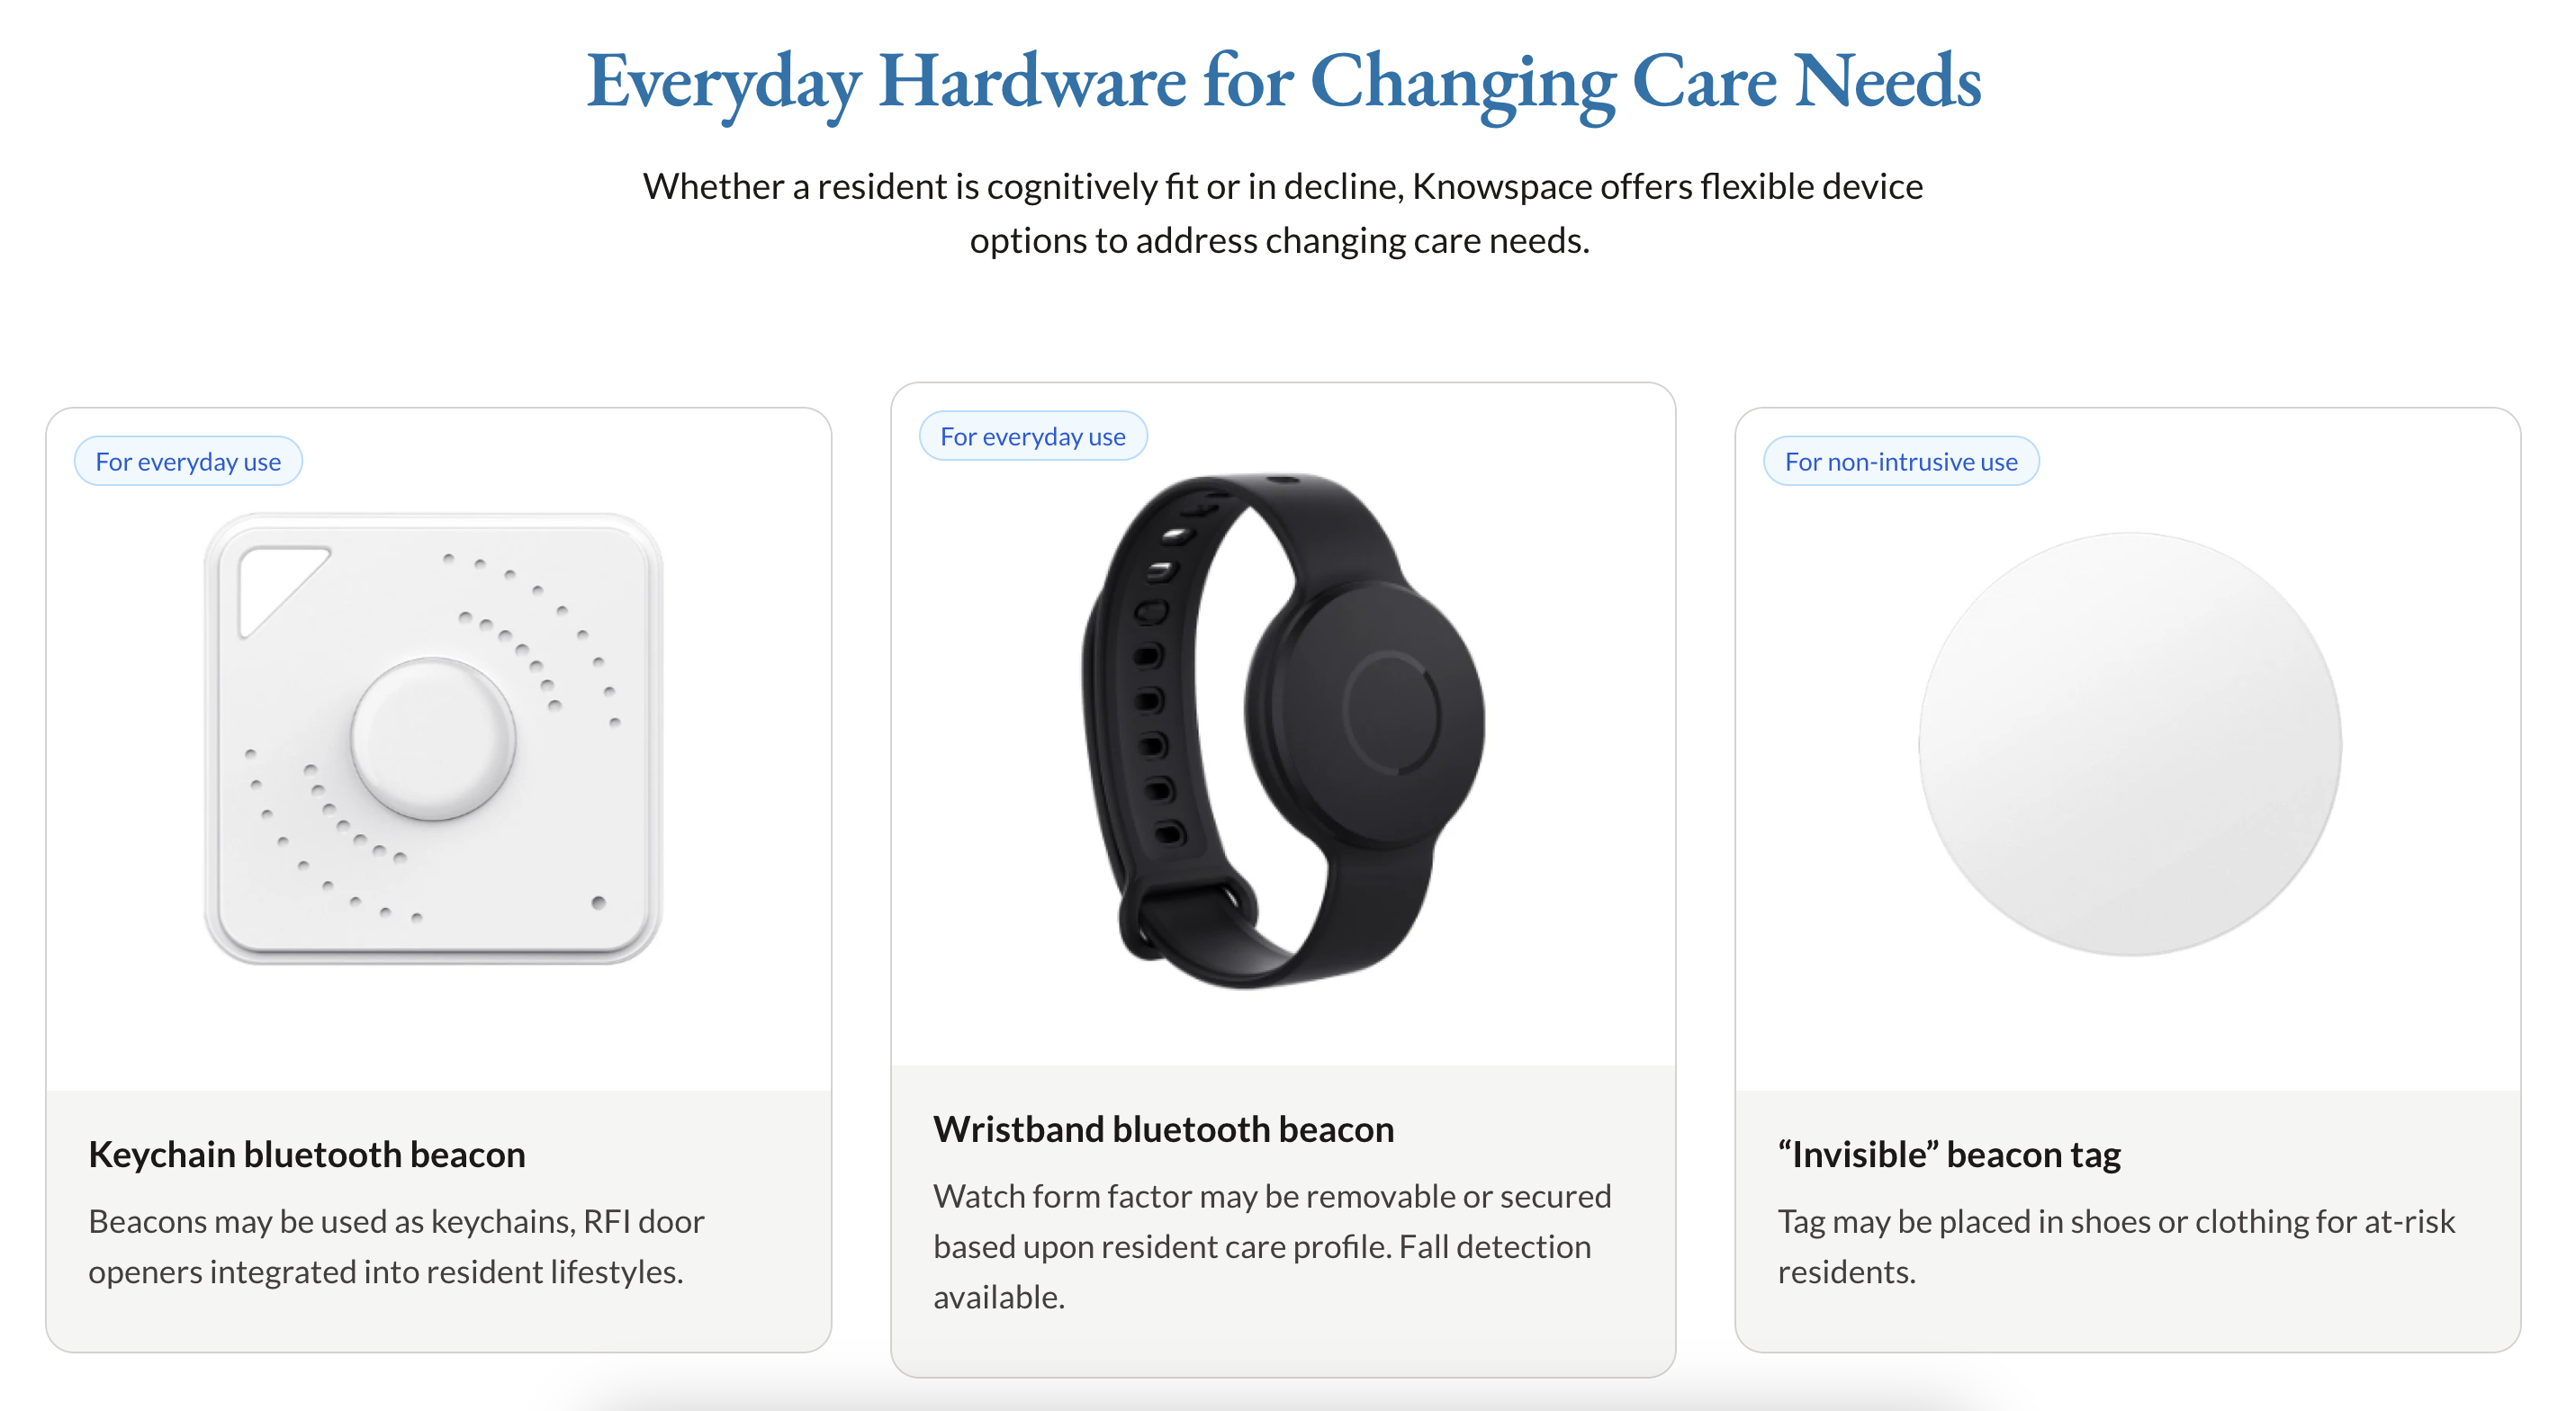 Everyday Hardware for Changing Care Needs
Whether a resident is cognitively fit or in decline, Knowspace offers flexible device
options to address changing care needs.
For everyday use
Keychain bluetooth beacon
Beacons may be used as keychains, RFI door
openers integrated into resident lifestyles.
For everyday use
Wristband bluetooth beacon
Watch form factor may be removable or secured
based upon resident care profile. Fall detection
available.
For non-intrusive use
“Invisible” beacon tag
Tag may be placed in shoes or clothing for at-risk
residents.